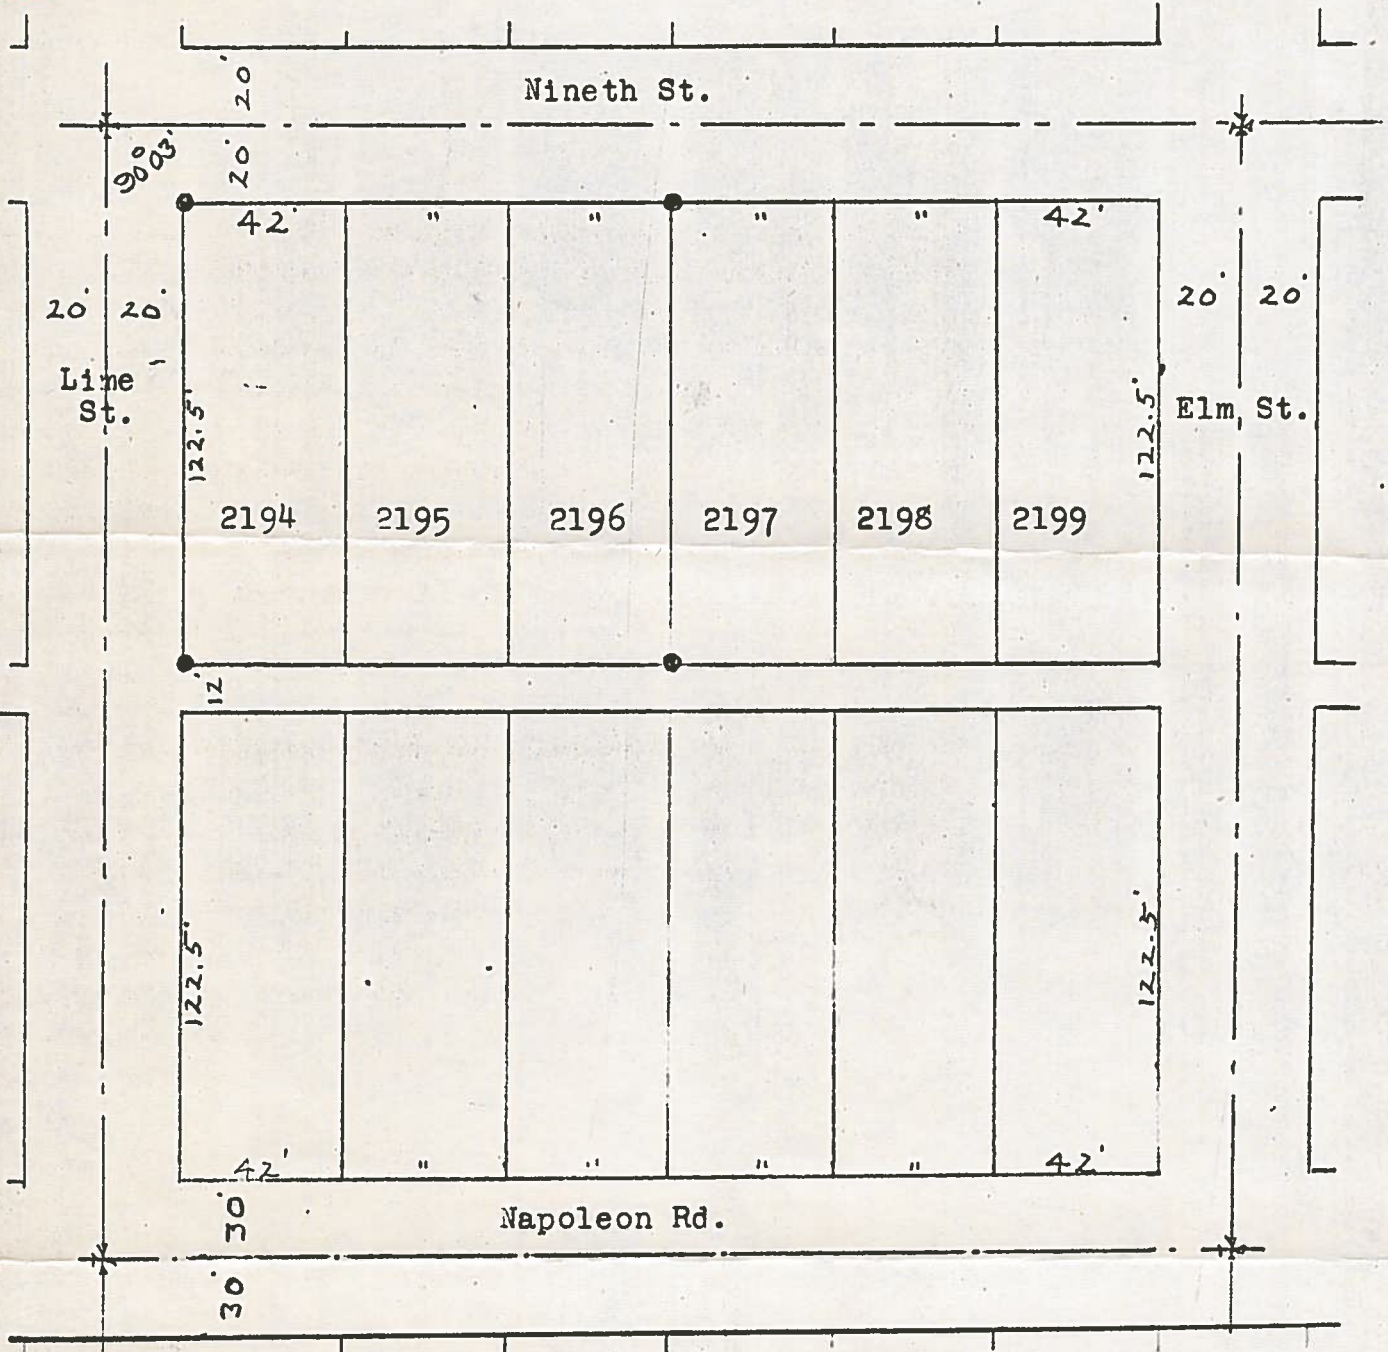 20'
Nineth St.
90°03'
20'
42' " " " " 42'
20' 20'
20' 20'
Lime
St.
Elm St.
122.5'
122.5'
2194 2195 2196 2197 2198 2199
12'
122.5'
122.5'
42' " " " " 42'
30'
Napoleon Rd.
30'